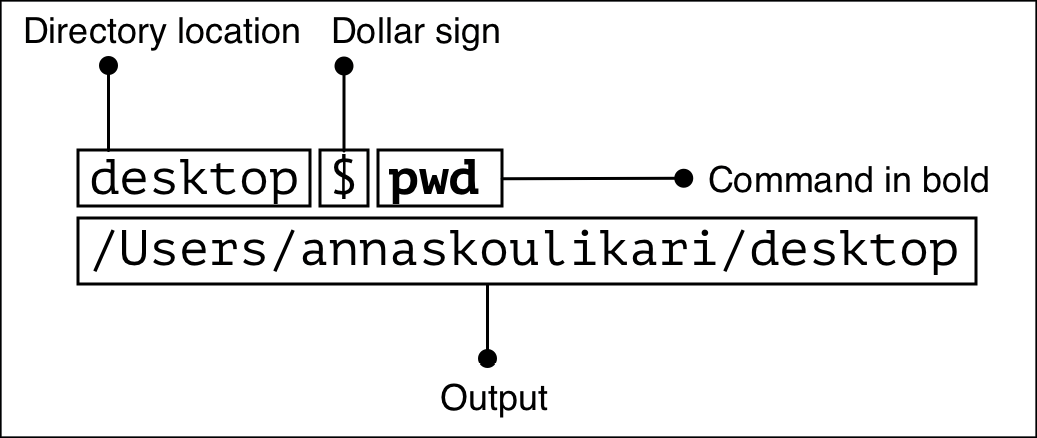 Directory location Dollar sign
desktop $ pwd
Command in bold
/Users/annaskoulikari/desktop
Output